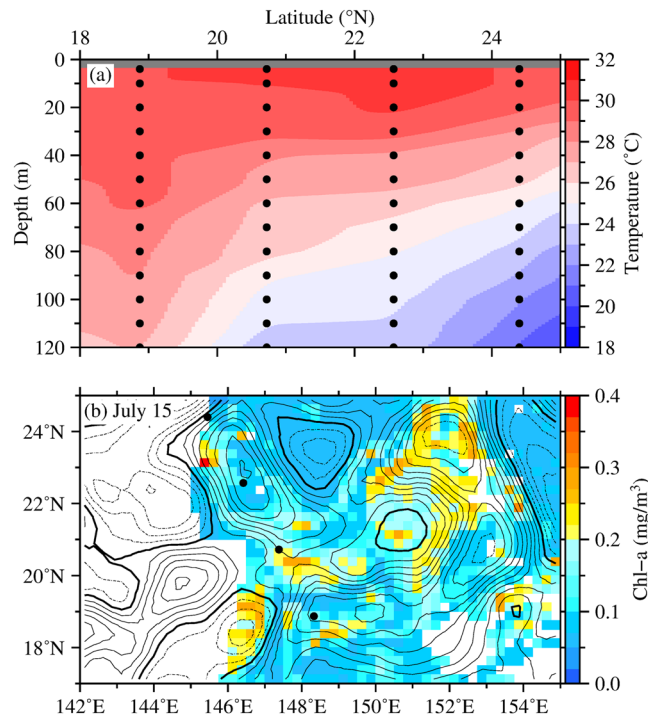 Latitude (°N)
18 20 22 24
(a)
0
20
40
60
80
100
120
Depth (m)
32
30
28
26
24
22
20
18
Temperature (°C)
(b) July 15
24°N
22°N
20°N
18°N
142°E 144°E 146°E 148°E 150°E 152°E 154°E
0.4
0.3
0.2
0.1
0.0
Chl−a (mg/m³)